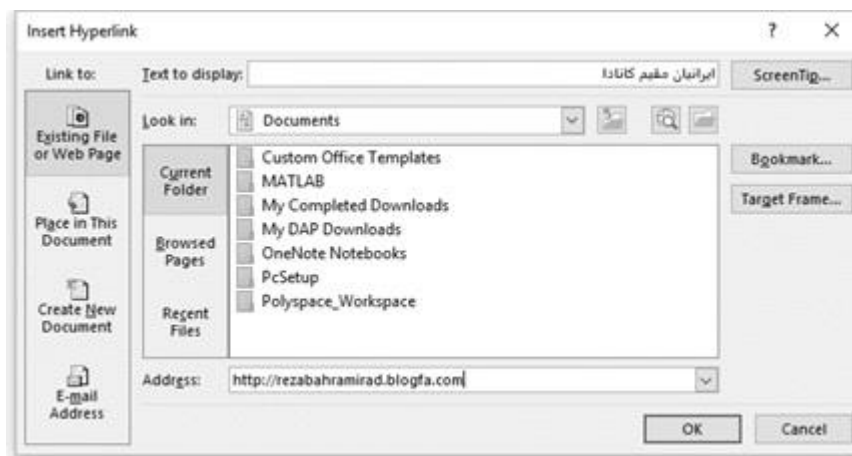 Insert Hyperlink ? ×
Link to: Text to display: ایرانیان مقیم کانادا ScreenTip...
Existing File or Web Page
Look in: Documents
Current Folder
Custom Office Templates
MATLAB
My Completed Downloads
My DAP Downloads
OneNote Notebooks
PcSetup
Polyspace_Workspace
Bookmark...
Target Frame...
Place in This Document
Browsed Pages
Create New Document
Recent Files
E-mail Address
Address: http://rezabahramirad.blogfa.com
OK Cancel